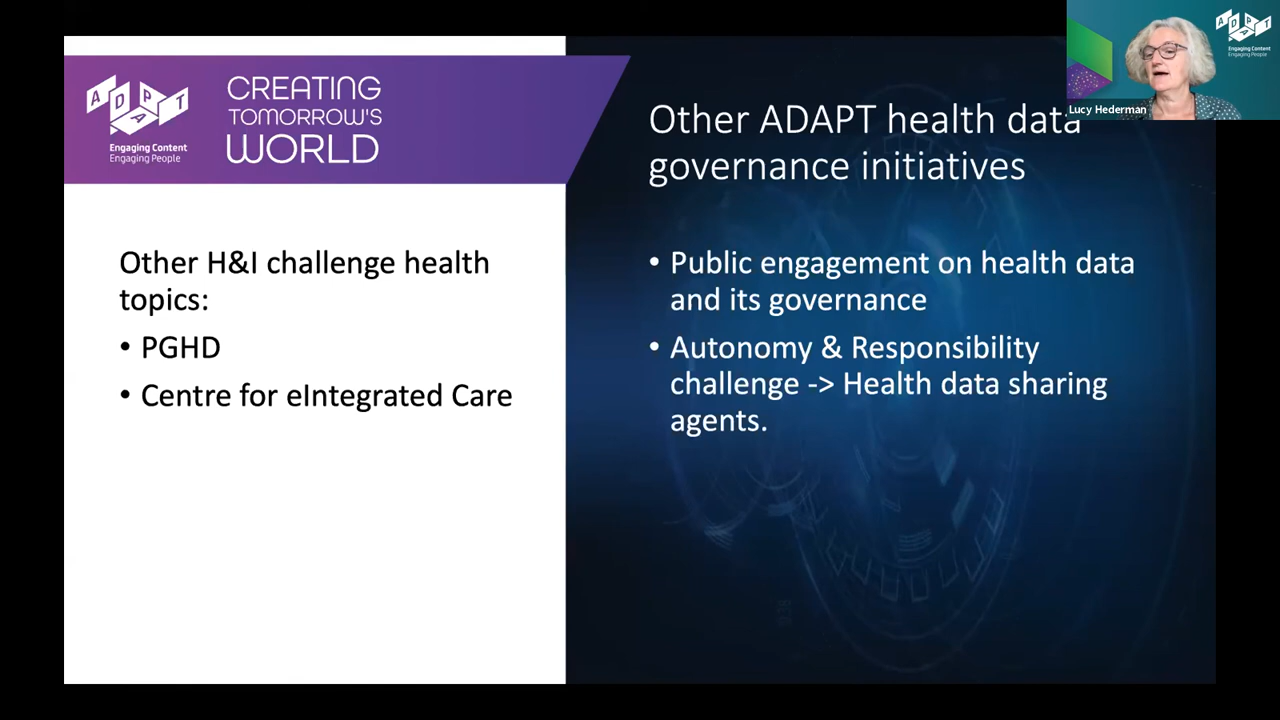 ADAPT
Engaging Content
Engaging People
CREATING
TOMORROW'S
WORLD
Other H&I challenge health
topics:
• PGHD
• Centre for eIntegrated Care
Other ADAPT health data
governance initiatives
• Public engagement on health data
and its governance
• Autonomy & Responsibility
challenge -> Health data sharing
agents.
ADAPT
Engaging Content
Engaging People
Lucy Hederman